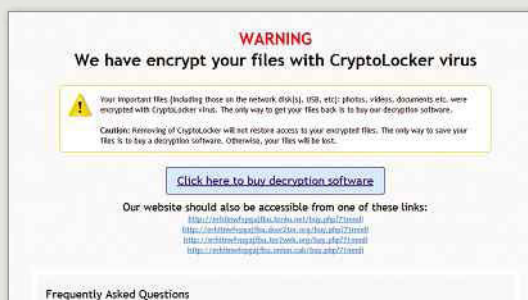 WARNING
We have encrypt your files with CryptoLocker virus
Your important files (including those on the network disk(s), USB, etc): photos, videos, documents etc. were
encrypted with CryptoLocker virus. The only way to get your files back is to buy our decryption software.
Caution: Removing of CryptoLocker will not restore access to your encrypted files. The only way to save your
files is to buy a decryption software. Otherwise, your files will be lost.
Click here to buy decryption software
Our website should also be accessible from one of these links:
Frequently Asked Questions